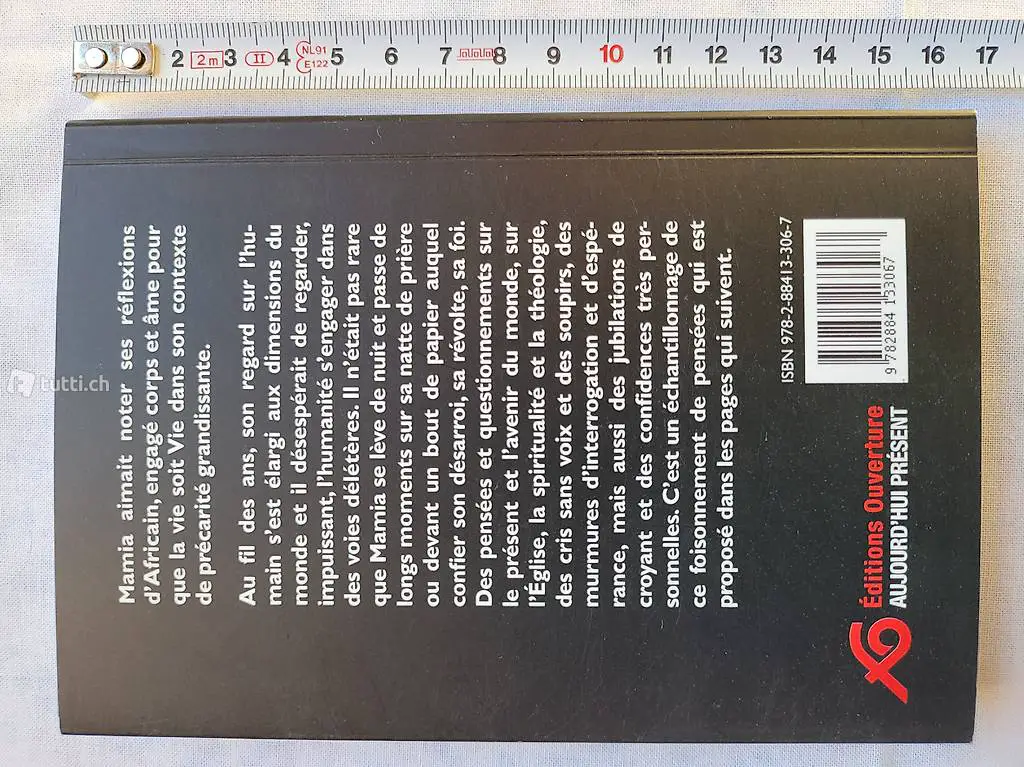 2 2 m 3 II 4 NL91 E122 5 6 7 8 9 10 11 12 13 14 15 16 17
Mamia aimait noter ses réflexions
d'Africain, engagé corps et âme pour
que la vie soit Vie dans son contexte
de précarité grandissante.
Au fil des ans, son regard sur l'hu-
main s'est élargi aux dimensions du
monde et il désespérait de regarder,
impuissant, l'humanité s'engager dans
des voies délétères. Il n'était pas rare
que Mamia se lève de nuit et passe de
longs moments sur sa natte de prière
ou devant un bout de papier auquel
confier son désarroi, sa révolte, sa foi.
Des pensées et questionnements sur
le présent et l'avenir du monde, sur
l'Église, la spiritualité et la théologie,
des cris sans voix et des soupirs, des
murmures d'interrogation et d'espé-
rance, mais aussi des jubilations de
croyant et des confidences très per-
sonnelles. C'est un échantillonnage de
ce foisonnement de pensées qui est
proposé dans les pages qui suivent.
ISBN 978-2-88413-306-7
9 782884 133067
Éditions Ouverture
AUJOURD'HUI PRÉSENT
tutti.ch